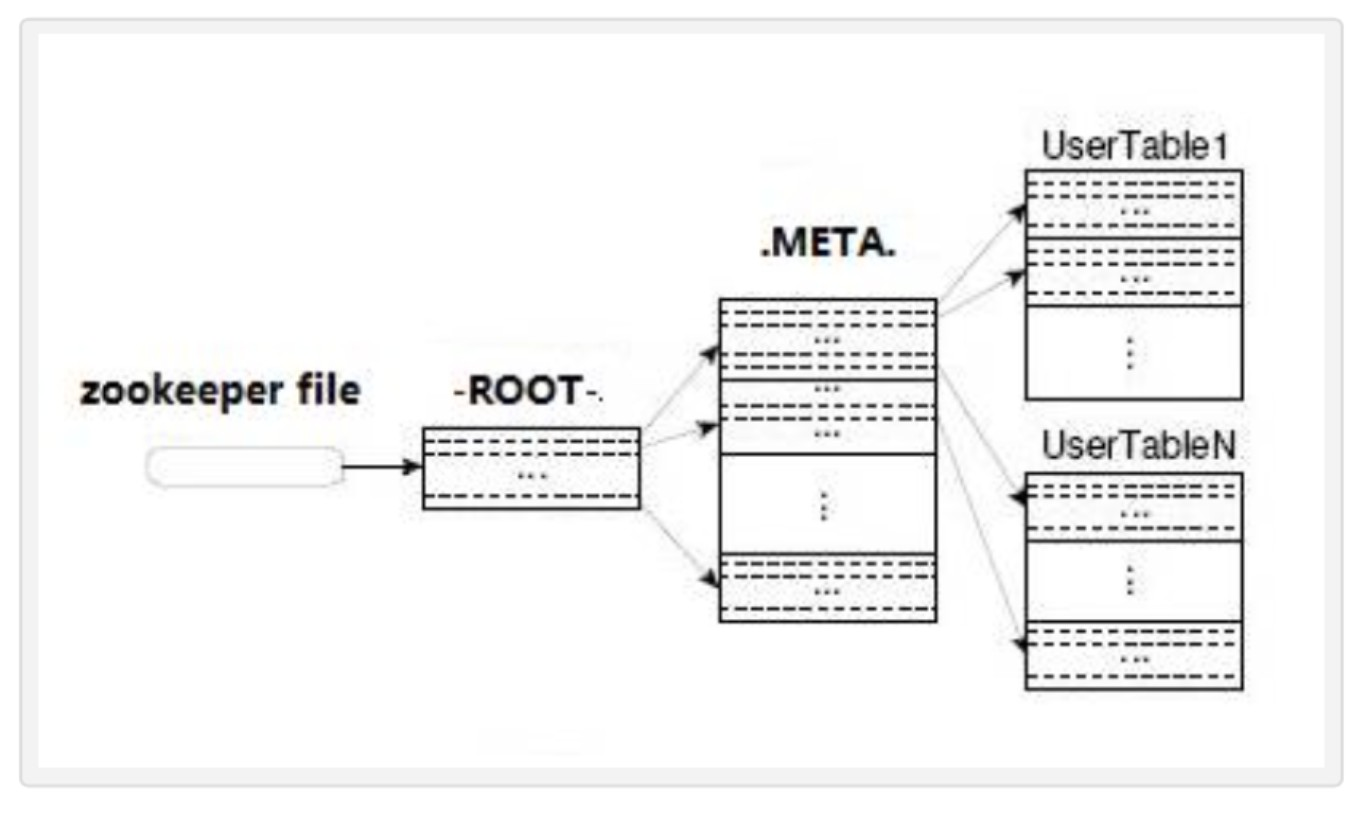 zookeeper file
-ROOT-.
.META.
UserTable1
UserTableN